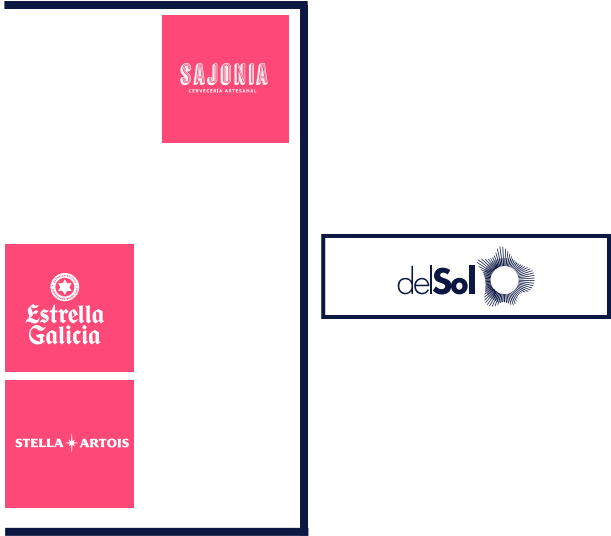 SAJONIA
CERVECERÍA ARTESANAL
Estrella
Galicia
STELLA ARTOIS
delSol